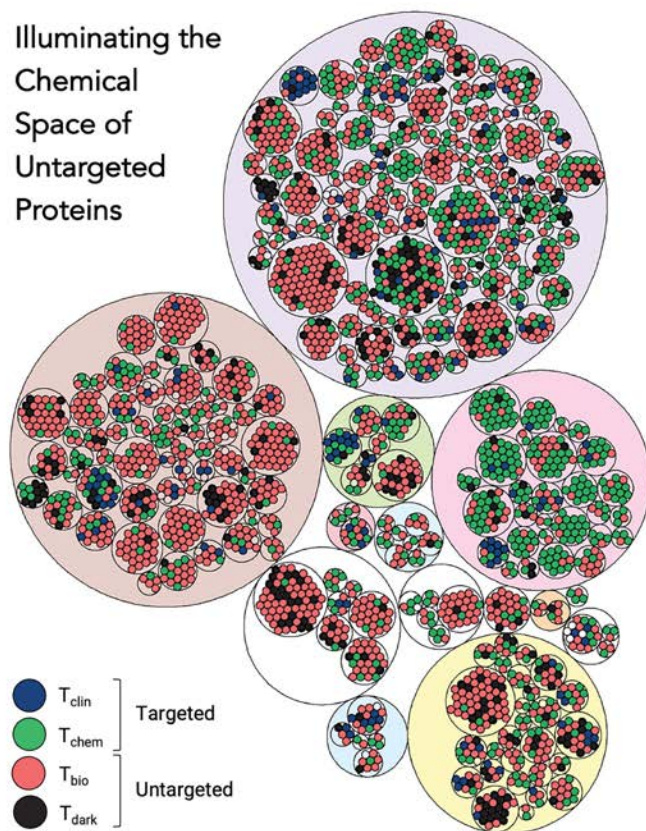 Illuminating the
Chemical
Space of
Untargeted
Proteins
Tclin
Tchem
Targeted
Tbio
Tdark
Untargeted